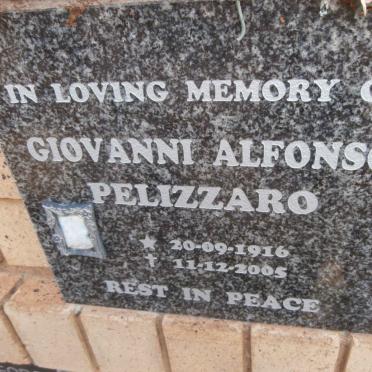 IN LOVING MEMORY O
GIOVANNI ALFONSO
PELIZZARO
★ 20-09-1916
† 11-12-2005
REST IN PEACE